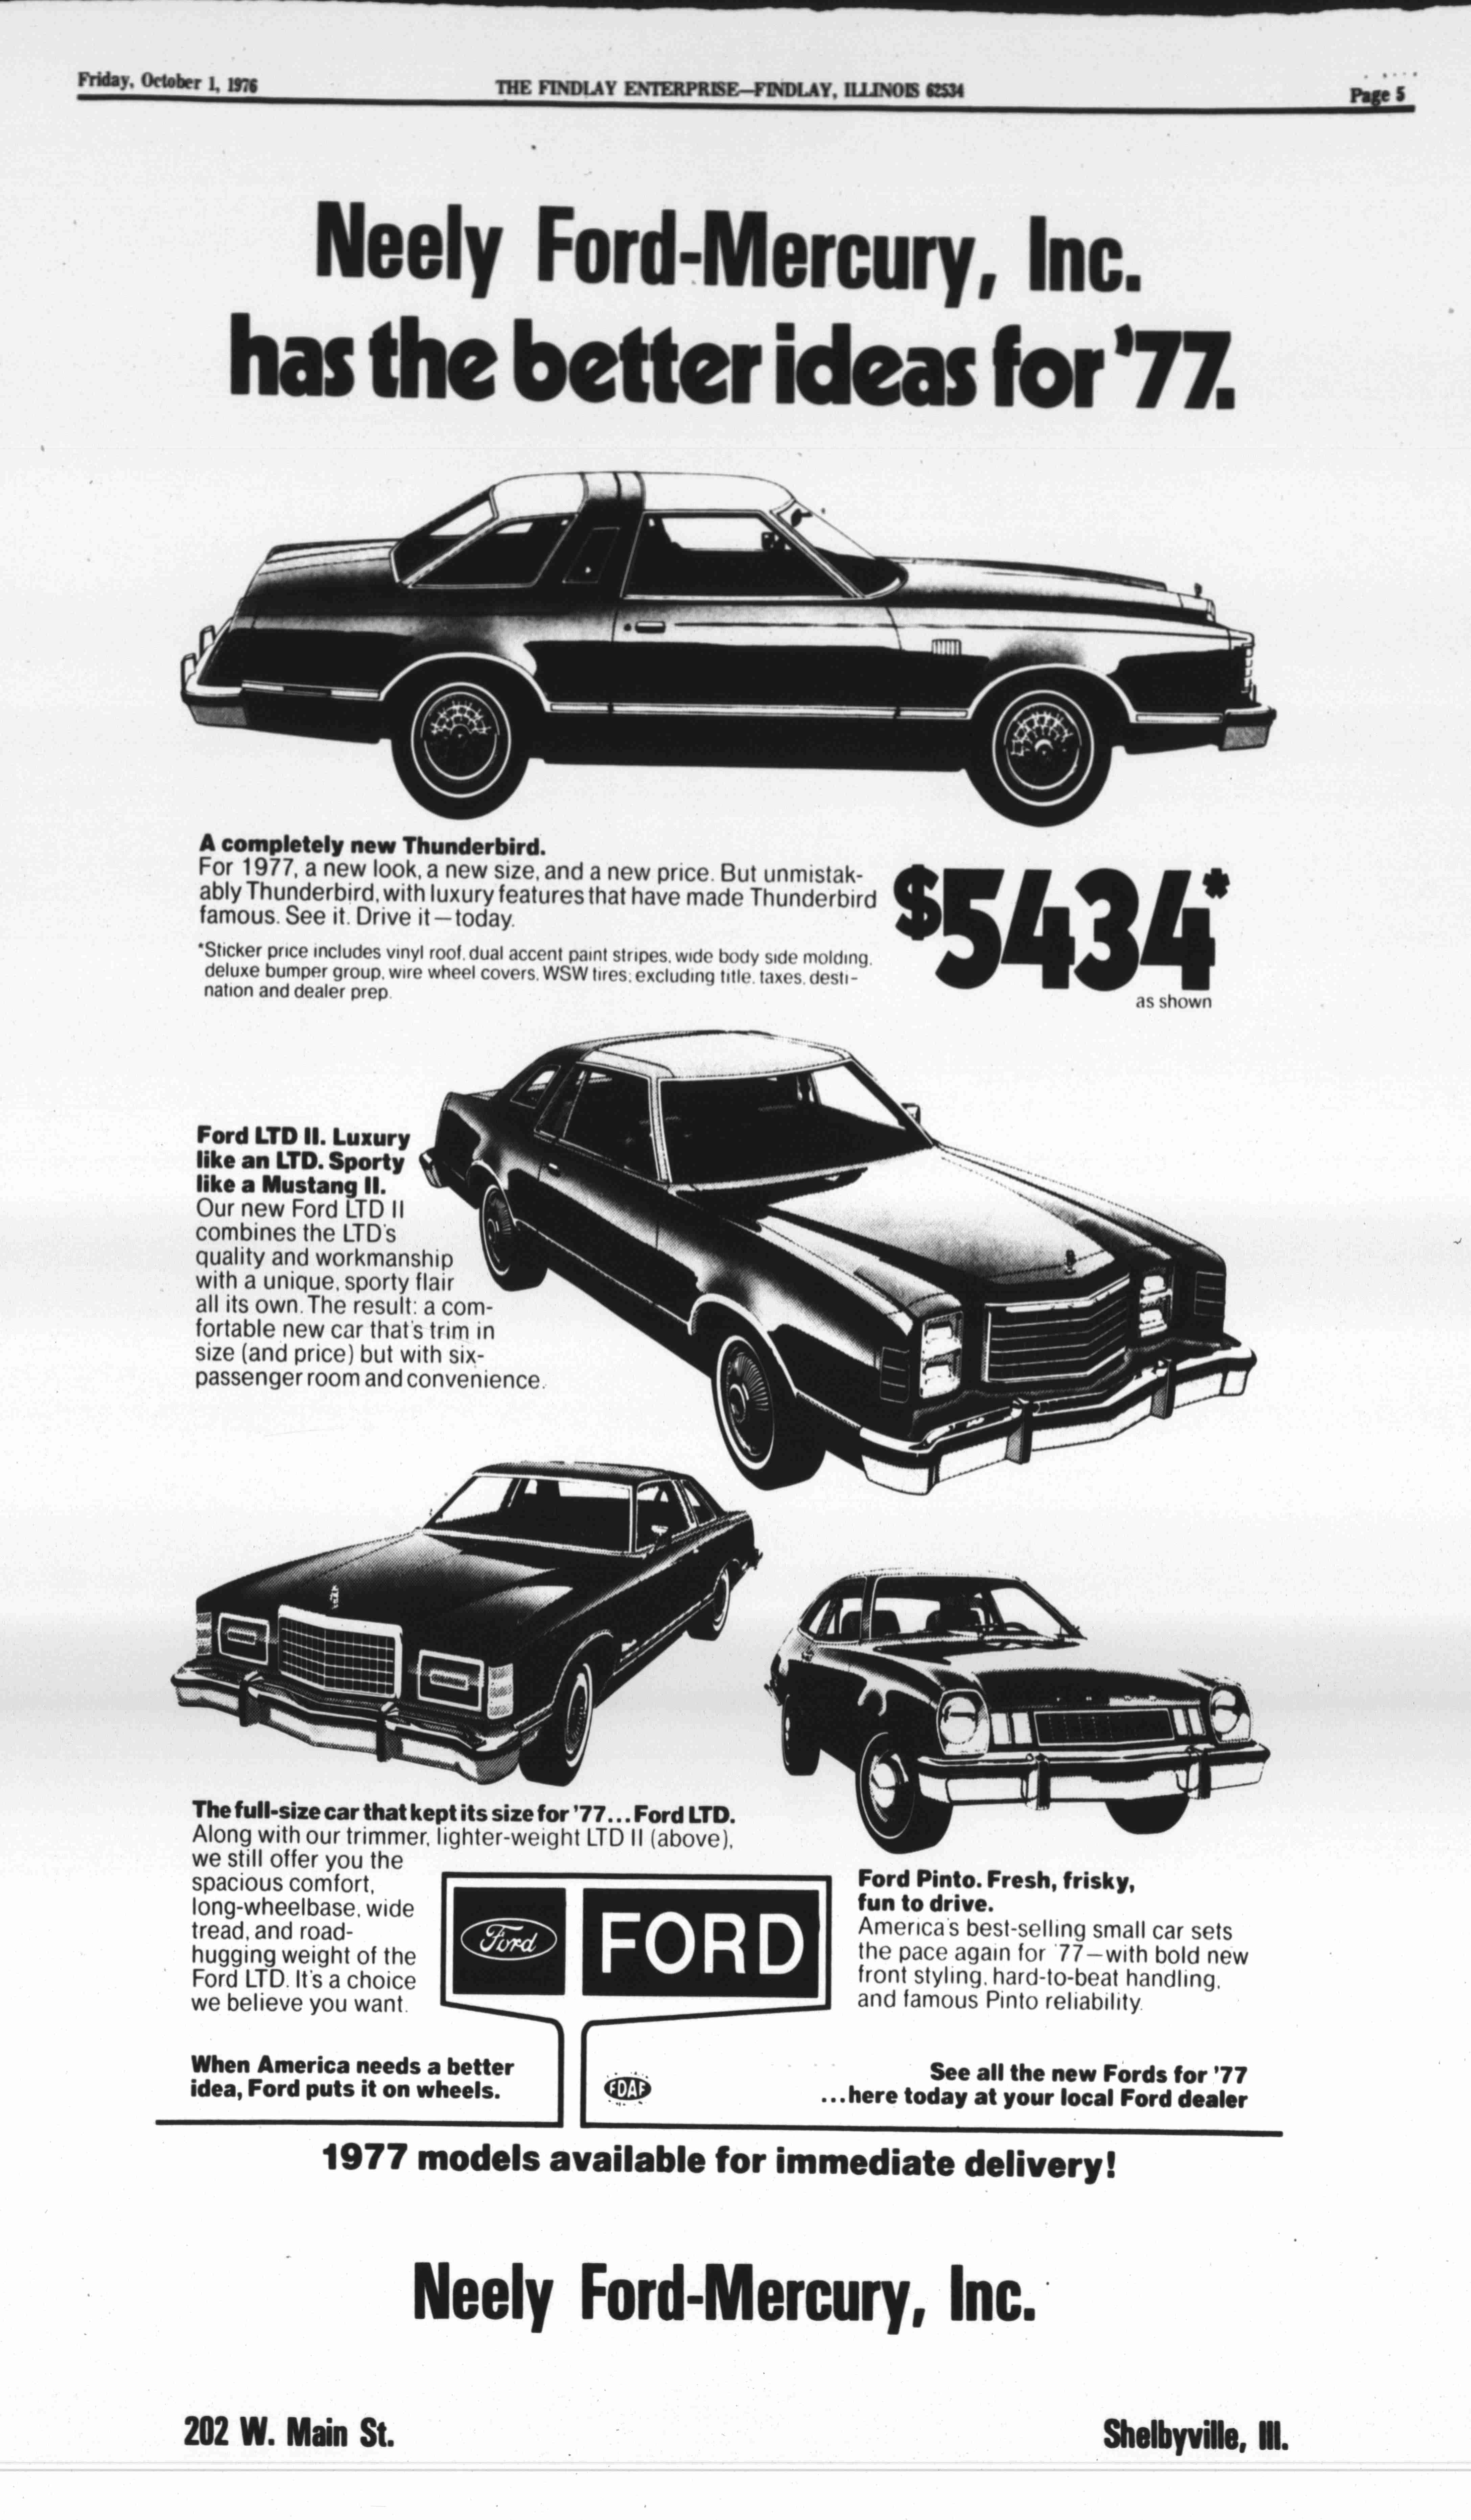 Friday, October 1, 1976
THE FINDLAY ENTERPRISE—FINDLAY, ILLINOIS 62534
Page 5
Neely Ford-Mercury, Inc.
has the better ideas for '77.
A completely new Thunderbird.
For 1977, a new look, a new size, and a new price. But unmistak-
ably Thunderbird, with luxury features that have made Thunderbird
famous. See it. Drive it—today.
*Sticker price includes vinyl roof, dual accent paint stripes, wide body side molding,
deluxe bumper group, wire wheel covers, WSW tires; excluding title, taxes, desti-
nation and dealer prep.
$5434*
as shown
Ford LTD II. Luxury
like an LTD. Sporty
like a Mustang II.
Our new Ford LTD II
combines the LTD's
quality and workmanship
with a unique, sporty flair
all its own. The result: a com-
fortable new car that's trim in
size (and price) but with six-
passenger room and convenience.
The full-size car that kept its size for '77...Ford LTD.
Along with our trimmer, lighter-weight LTD II (above),
we still offer you the
spacious comfort,
long-wheelbase, wide
tread, and road-
hugging weight of the
Ford LTD. It's a choice
we believe you want.
Ford
FORD
Ford Pinto. Fresh, frisky,
fun to drive.
America's best-selling small car sets
the pace again for '77—with bold new
front styling, hard-to-beat handling,
and famous Pinto reliability.
When America needs a better
idea, Ford puts it on wheels.
FDAF
See all the new Fords for '77
...here today at your local Ford dealer
1977 models available for immediate delivery!
Neely Ford-Mercury, Inc.
202 W. Main St.
Shelbyville, Ill.